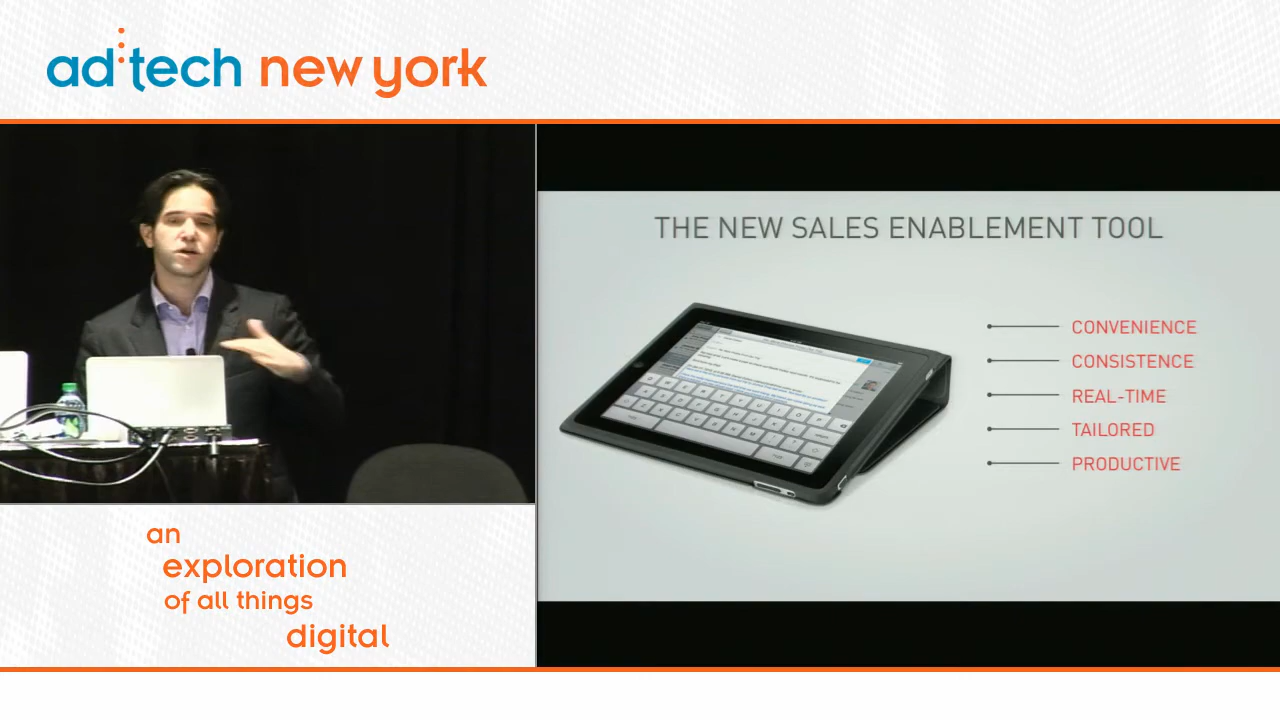 ad:tech new york
THE NEW SALES ENABLEMENT TOOL
CONVENIENCE
CONSISTENCE
REAL-TIME
TAILORED
PRODUCTIVE
an
exploration
of all things
digital